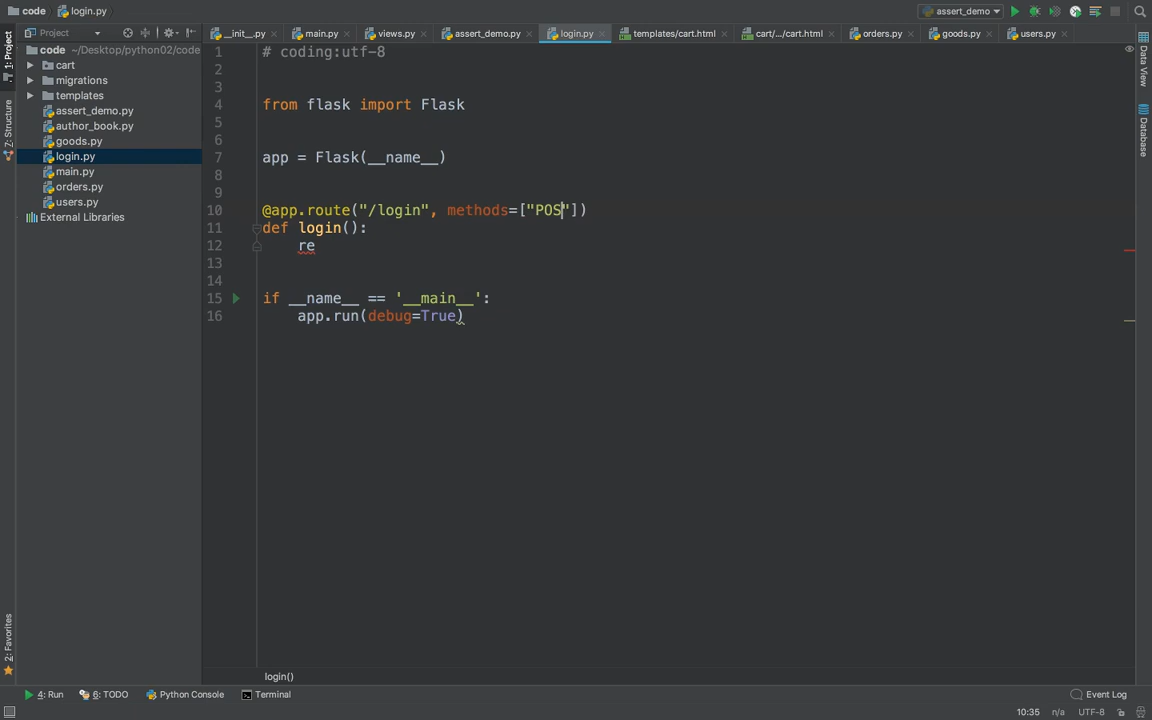 code login.py assert_demo
Project __init__.py main.py views.py assert_demo.py login.py templates/cart.html cart/.../cart.html orders.py goods.py users.py
code ~/Desktop/python02/code
cart
migrations
templates
assert_demo.py
author_book.py
goods.py
login.py
main.py
orders.py
users.py
External Libraries
1: Project
7: Structure
2: Favorites
1 # coding:utf-8
2
3
4 from flask import Flask
5
6
7 app = Flask(__name__)
8
9
10 @app.route("/login", methods=["POS"])
11 def login():
12 re
13
14
15 if __name__ == '__main__':
16 app.run(debug=True)
Data View
Database
login()
4: Run 6: TODO Python Console Terminal Event Log
10:35 n/a UTF-8